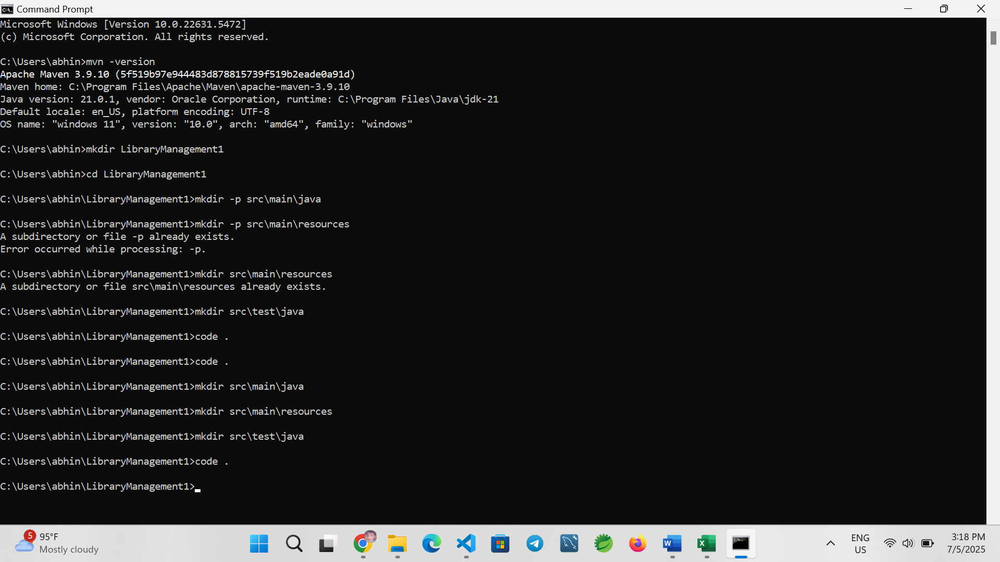 Command Prompt
Microsoft Windows [Version 10.0.22631.5472]
(c) Microsoft Corporation. All rights reserved.
C:\Users\abhin>mvn -version
Apache Maven 3.9.10 (5f519b97e944483d878815739f519b2eade0a91d)
Maven home: C:\Program Files\Apache\Maven\apache-maven-3.9.10
Java version: 21.0.1, vendor: Oracle Corporation, runtime: C:\Program Files\Java\jdk-21
Default locale: en_US, platform encoding: UTF-8
OS name: "windows 11", version: "10.0", arch: "amd64", family: "windows"
C:\Users\abhin>mkdir LibraryManagement1
C:\Users\abhin>cd LibraryManagement1
C:\Users\abhin\LibraryManagement1>mkdir -p src\main\java
C:\Users\abhin\LibraryManagement1>mkdir -p src\main\resources
A subdirectory or file -p already exists.
Error occurred while processing: -p.
C:\Users\abhin\LibraryManagement1>mkdir src\main\resources
A subdirectory or file src\main\resources already exists.
C:\Users\abhin\LibraryManagement1>mkdir src\test\java
C:\Users\abhin\LibraryManagement1>code .
C:\Users\abhin\LibraryManagement1>code .
C:\Users\abhin\LibraryManagement1>mkdir src\main\java
C:\Users\abhin\LibraryManagement1>mkdir src\main\resources
C:\Users\abhin\LibraryManagement1>mkdir src\test\java
C:\Users\abhin\LibraryManagement1>code .
C:\Users\abhin\LibraryManagement1>
5
95°F
Mostly cloudy
ENG
US
3:18 PM
7/5/2025